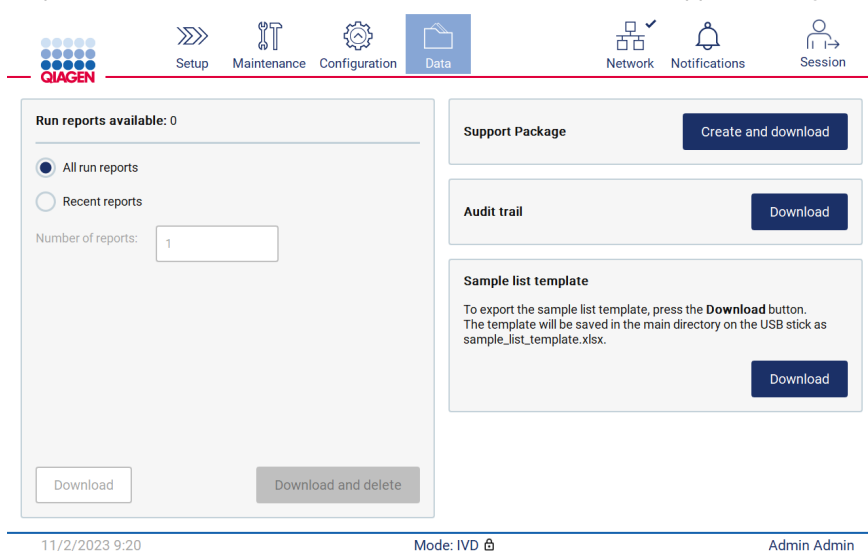 QIAGEN
Setup
Maintenance
Configuration
Data
Network
Notifications
Session
Run reports available: 0
All run reports
Recent reports
Number of reports:
1
Download
Download and delete
Support Package
Create and download
Audit trail
Download
Sample list template
To export the sample list template, press the Download button.
The template will be saved in the main directory on the USB stick as
sample_list_template.xlsx.
Download
11/2/2023 9:20
Mode: IVD
Admin Admin